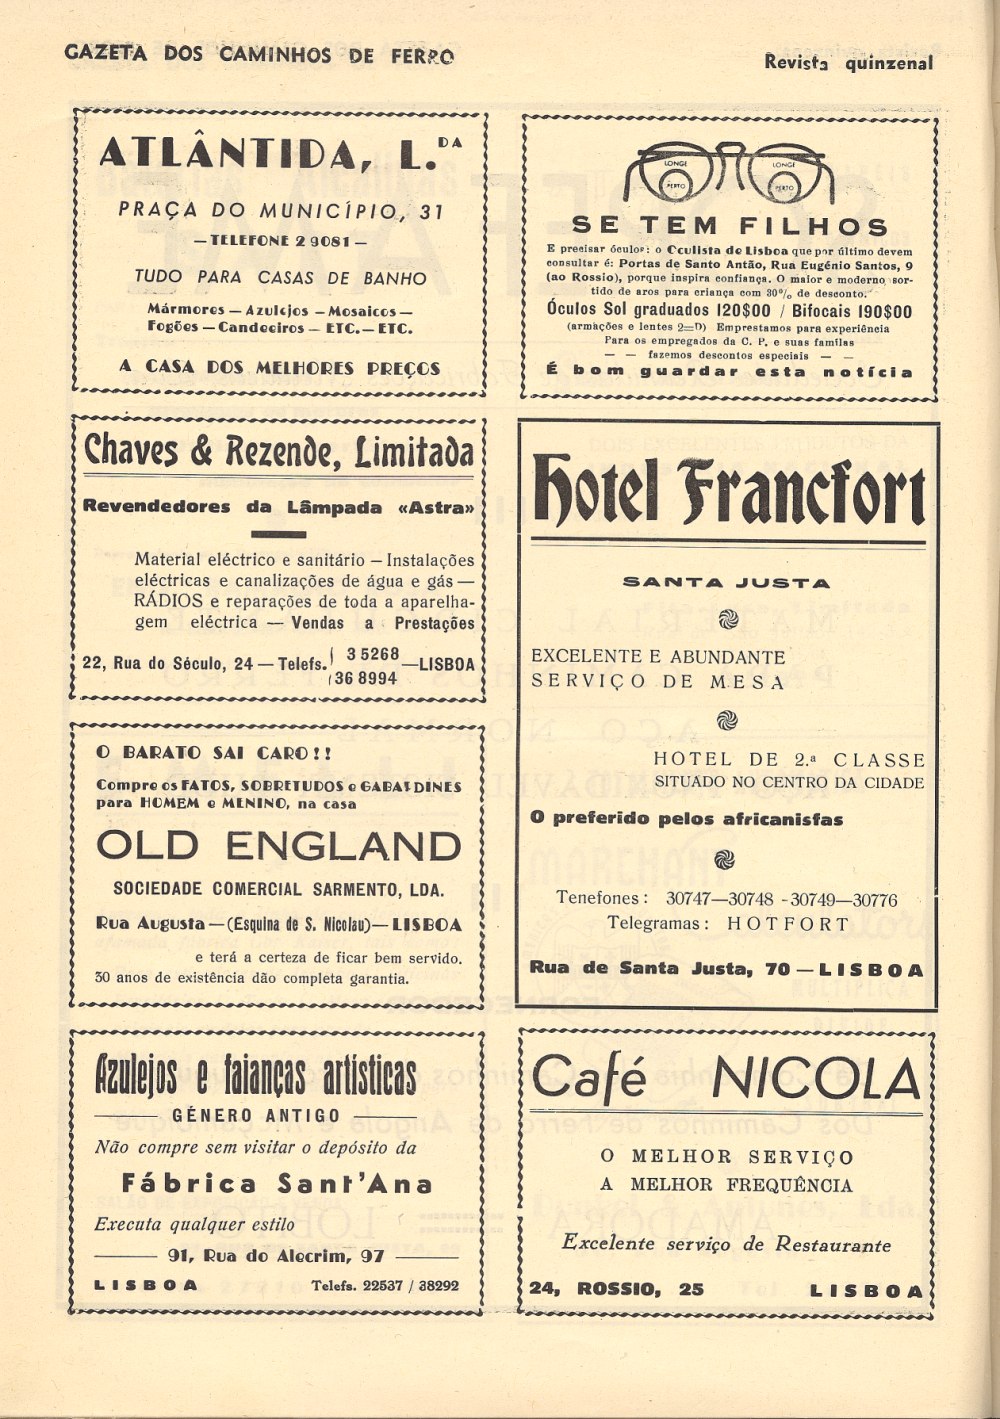 GAZETA DOS CAMINHOS DE FERRO
Revista quinzenal
ATLÂNTIDA, L.DA
PRAÇA DO MUNICÍPIO, 31
— TELEFONE 2 9081 —
TUDO PARA CASAS DE BANHO
Mármores — Azulejos — Mosaicos —
Fogões — Candeeiros — ETC. — ETC.
A CASA DOS MELHORES PREÇOS
LONGE LONGE
PERTO PERTO
SE TEM FILHOS
E precisar óculos: o Oculista de Lisboa que por último devem
consultar é: Portas de Santo Antão, Rua Eugénio Santos, 9
(ao Rossio), porque inspira confiança. O maior e moderno sor-
tido de aros para criança com 30% de desconto.
Óculos Sol graduados 120$00 / Bifocais 190$00
(armações e lentes 2=D) Emprestamos para experiência
Para os empregados da C. P. e suas famílas
— — fazemos descontos especiais — —
É bom guardar esta notícia
Chaves & Rezende, Limitada
Revendedores da Lâmpada «Astra»
Material eléctrico e sanitário — Instalações
eléctricas e canalizações de água e gás —
RÁDIOS e reparações de toda a aparelha-
gem eléctrica — Vendas a Prestações
22, Rua do Século, 24 — Telefs. ( 3 5268
(36 8994 — LISBOA
Hotel Francfort
SANTA JUSTA
EXCELENTE E ABUNDANTE
SERVIÇO DE MESA
HOTEL DE 2.ª CLASSE
SITUADO NO CENTRO DA CIDADE
O preferido pelos africanisfas
Tenefones: 30747—30748 - 30749—30776
Telegramas: HOTFORT
Rua de Santa Justa, 70 — LISBOA
O BARATO SAI CARO!!
Compre os FATOS, SOBRETUDOS e GABARDINES
para HOMEM e MENINO, na casa
OLD ENGLAND
SOCIEDADE COMERCIAL SARMENTO, LDA.
Rua Augusta — (Esquina de S. Nicolau) — LISBOA
e terá a certeza de ficar bem servido.
30 anos de existência dão completa garantia.
Azulejos e faianças artísticas
GÉNERO ANTIGO
Não compre sem visitar o depósito da
Fábrica Sant'Ana
Executa qualquer estilo
91, Rua do Alecrim, 97
LISBOA Telefs. 22537 / 38292
Café NICOLA
O MELHOR SERVIÇO
A MELHOR FREQUÊNCIA
Excelente serviço de Restaurante
24, ROSSIO, 25 LISBOA